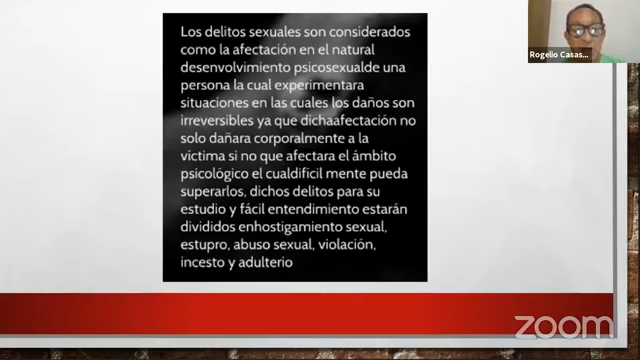 Los delitos sexuales son considerados
como la afectación en el natural
desenvolvimiento psicosexualde una
persona la cual experimentara
situaciones en las cuales los daños son
irreversibles ya que dichaafectación no
solo dañara corporalmente a la
victima si no que afectara el ámbito
psicológico el cualdificil mente pueda
superarlos, dichos delitos para su
estudio y fácil entendimiento estarán
divididos enhostigamiento sexual,
estupro, abuso sexual, violación,
incesto y adulterio
Rogelio Casas...
zoom